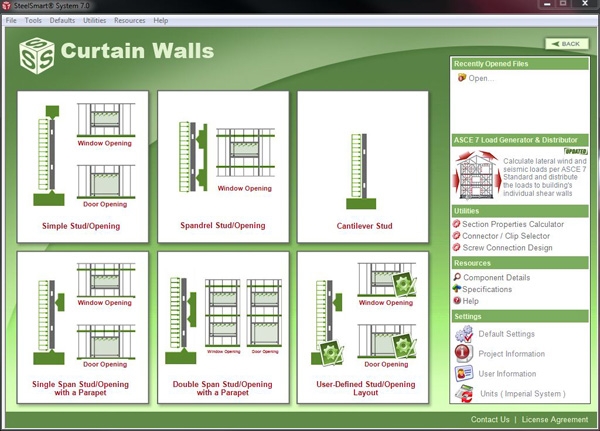 SteelSmart® System 7.0
File Tools Defaults Utilities Resources Help
SSS
Curtain Walls
BACK
Window Opening
Door Opening
Simple Stud/Opening
Window Opening
Spandrel Stud/Opening
Cantilever Stud
Window Opening
Door Opening
Single Span Stud/Opening
with a Parapet
Window Opening
Door Opening
Double Span Stud/Opening
with a Parapet
Window Opening
Door Opening
User-Defined Stud/Opening
Layout
Recently Opened Files
Open...
ASCE 7 Load Generator & Distributor
UPDATED
Calculate lateral wind and
seismic loads per ASCE 7
Standard and distribute
the loads to building's
individual shear walls
Utilities
Section Properties Calculator
Connector / Clip Selector
Screw Connection Design
Resources
Component Details
Specifications
Help
Settings
Default Settings
Project Information
User Information
Units ( Imperial System )
Contact Us | License Agreement